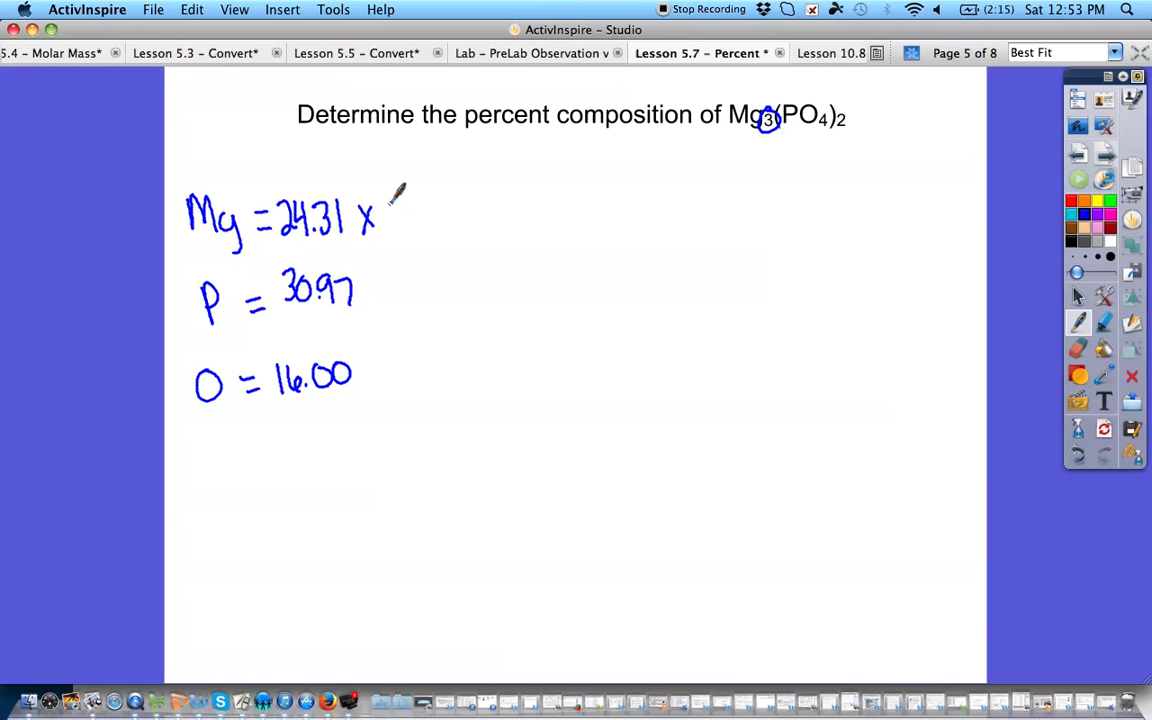 ActivInspire File Edit View Insert Tools Help Stop Recording (2:15) Sat 12:53 PM
ActivInspire - Studio
5.4 – Molar Mass* Lesson 5.3 – Convert* Lesson 5.5 – Convert* Lab – PreLab Observation v Lesson 5.7 – Percent * Lesson 10.8 Page 5 of 8 Best Fit
Determine the percent composition of Mg₃(PO₄)₂
Mg = 24.31 x
P = 30.97
O = 16.00